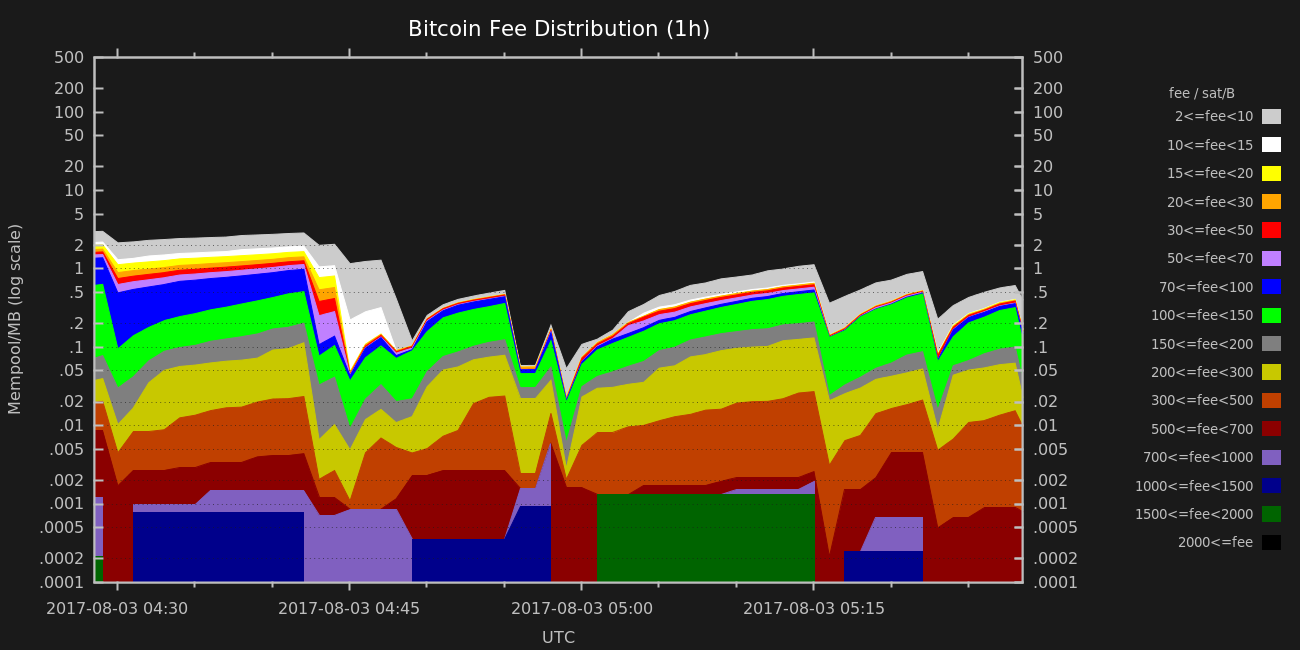 Bitcoin Fee Distribution (1h)
Mempool/MB (log scale)
500
200
100
50
20
10
5
2
1
.5
.2
.1
.05
.02
.01
.005
.002
.001
.0005
.0002
.0001
500
200
100
50
20
10
5
2
1
.5
.2
.1
.05
.02
.01
.005
.002
.001
.0005
.0002
.0001
2017-08-03 04:30
2017-08-03 04:45
2017-08-03 05:00
2017-08-03 05:15
UTC
fee / sat/B
2<=fee<10
10<=fee<15
15<=fee<20
20<=fee<30
30<=fee<50
50<=fee<70
70<=fee<100
100<=fee<150
150<=fee<200
200<=fee<300
300<=fee<500
500<=fee<700
700<=fee<1000
1000<=fee<1500
1500<=fee<2000
2000<=fee